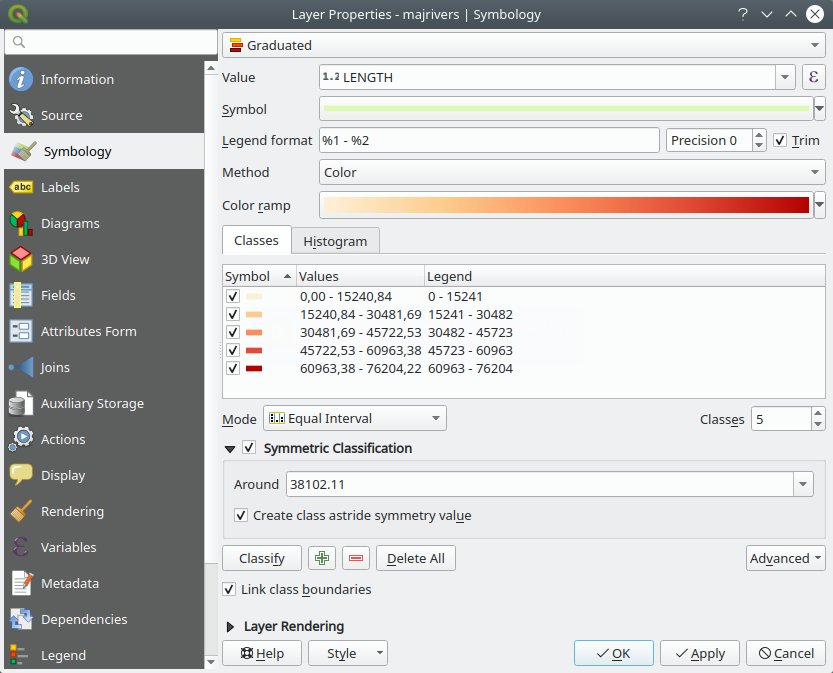 Layer Properties - majrivers | Symbology
Information
Source
Symbology
abc Labels
Diagrams
3D View
Fields
Attributes Form
Joins
Auxiliary Storage
Actions
Display
Rendering
Variables
Metadata
Dependencies
Legend
Graduated
Value 1.2 LENGTH ε
Symbol
Legend format %1 - %2 Precision 0 Trim
Method Color
Color ramp
Classes Histogram
Symbol Values Legend
0,00 - 15240,84 0 - 15241
15240,84 - 30481,69 15241 - 30482
30481,69 - 45722,53 30482 - 45723
45722,53 - 60963,38 45723 - 60963
60963,38 - 76204,22 60963 - 76204
Mode Equal Interval Classes 5
Symmetric Classification
Around 38102.11
Create class astride symmetry value
Classify Delete All Advanced
Link class boundaries
Layer Rendering
Help Style OK Apply Cancel